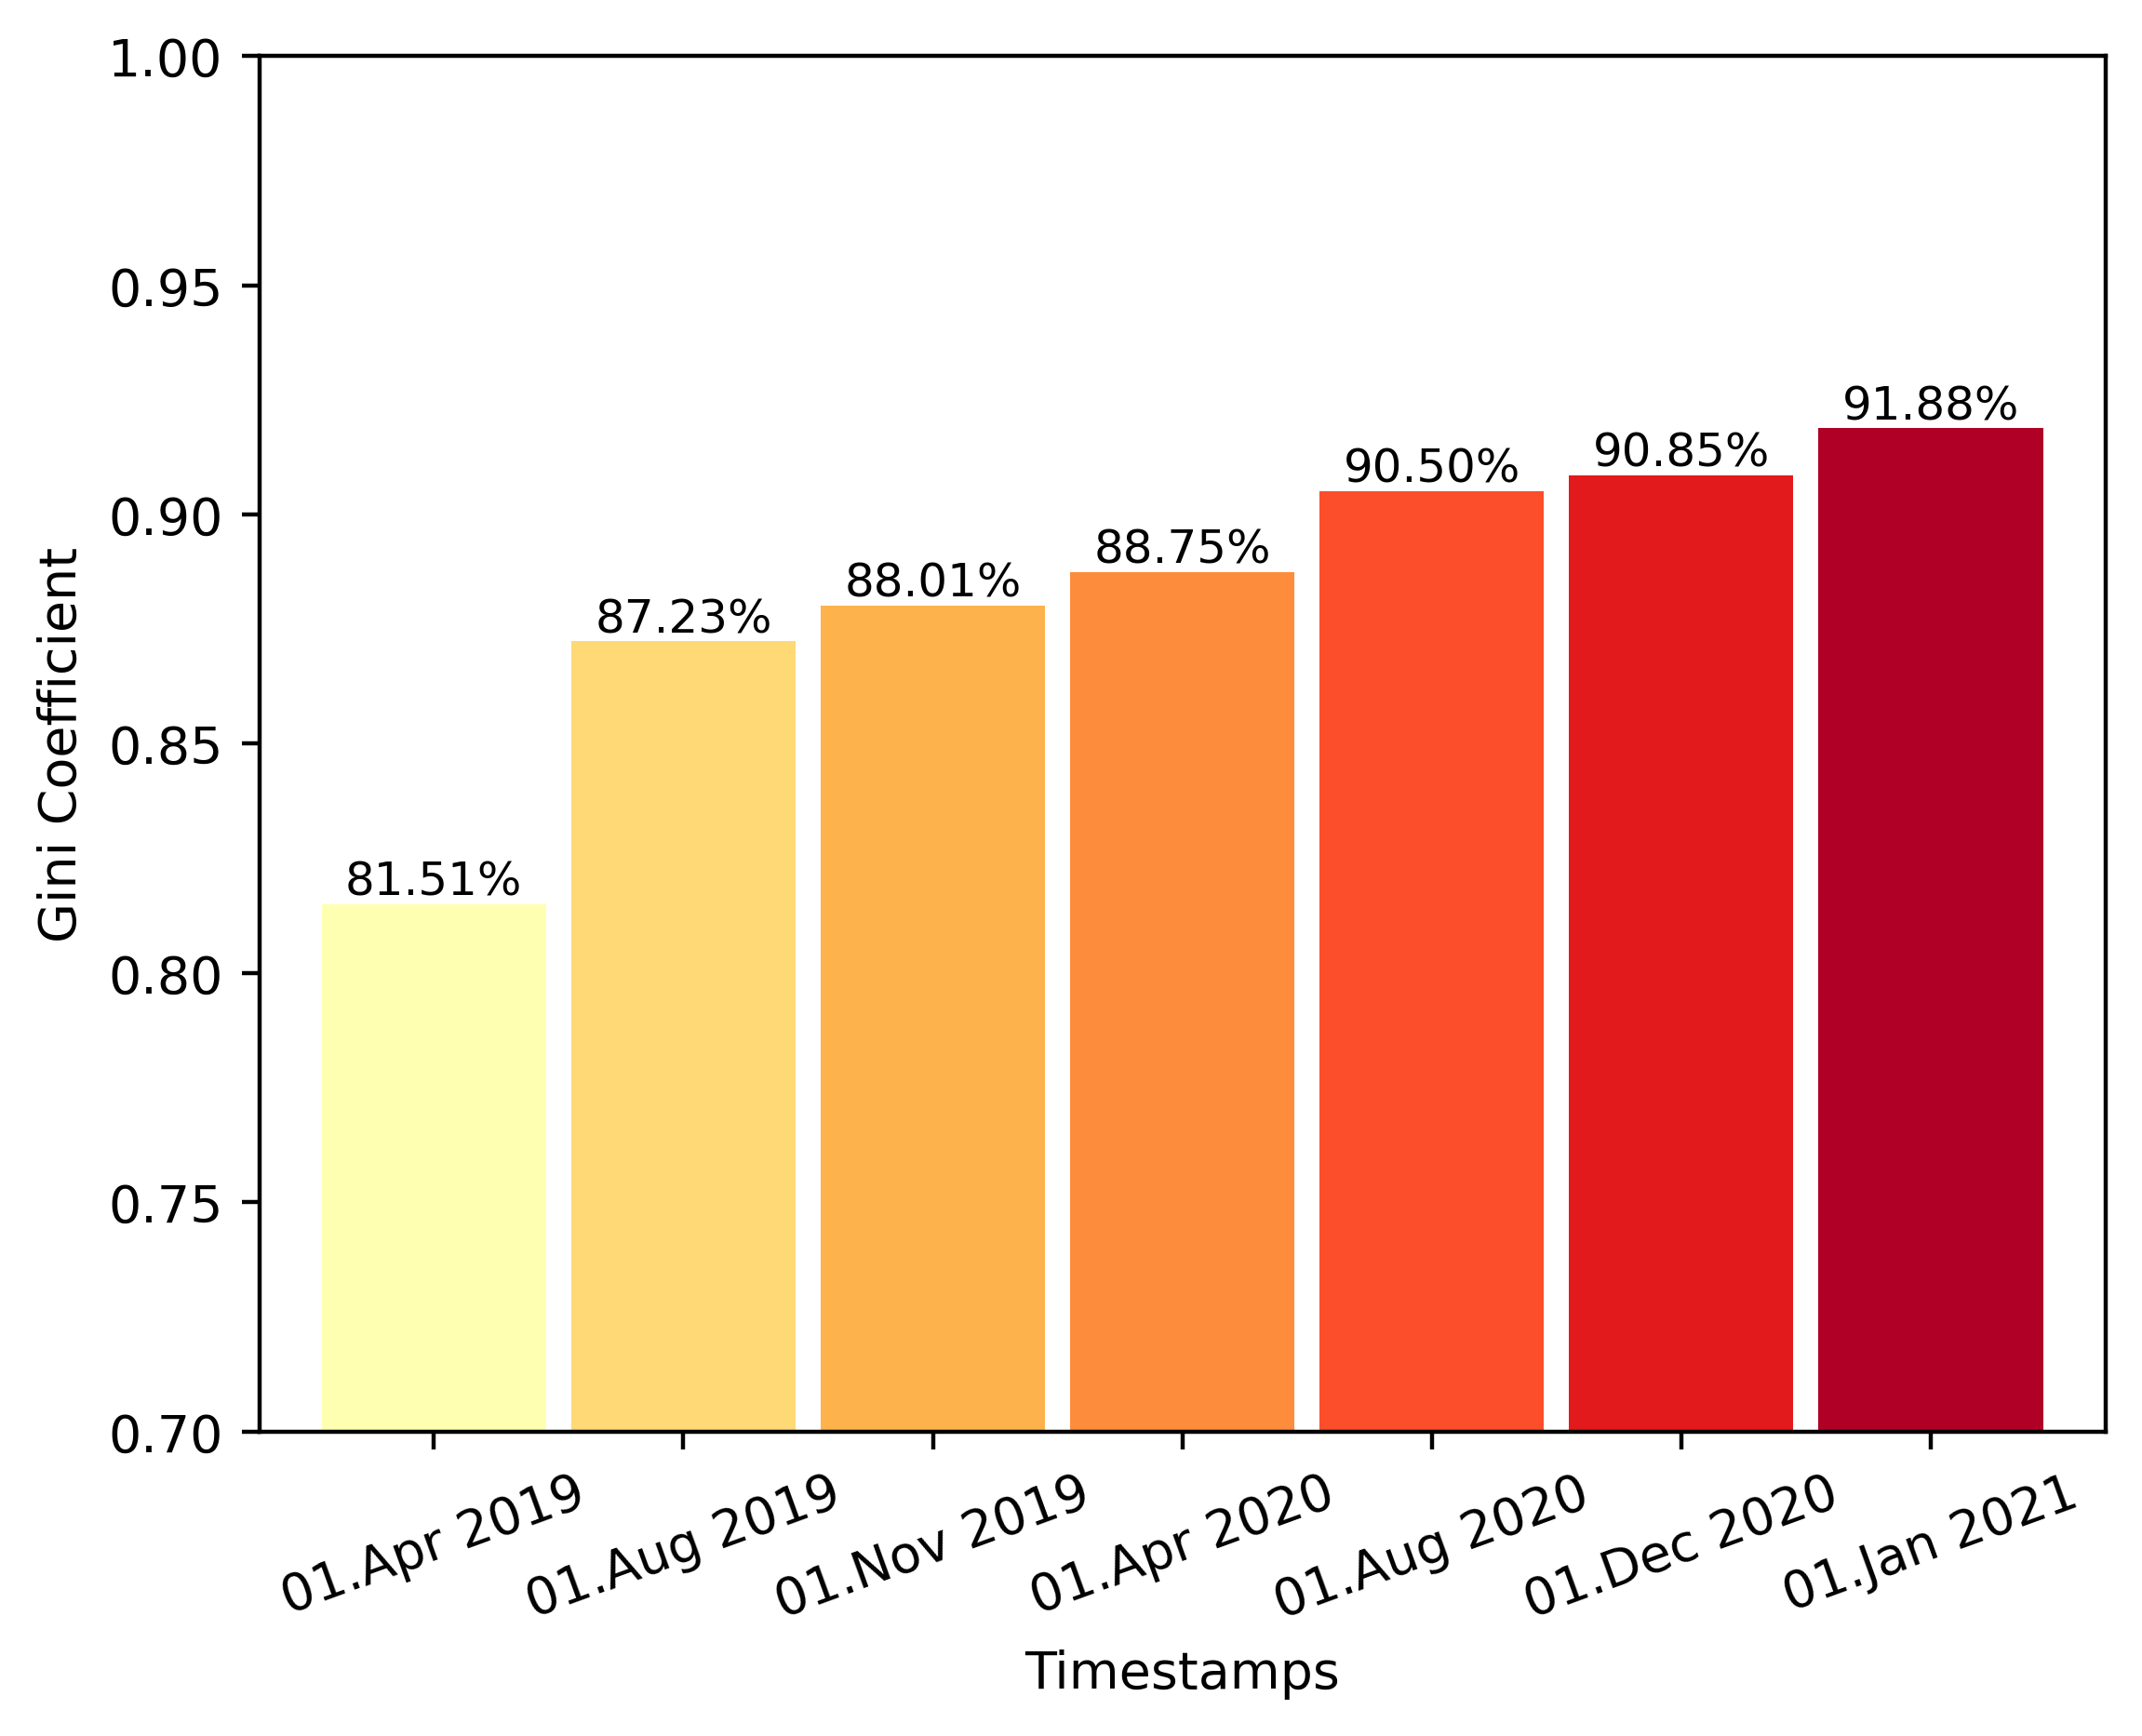 1.00
0.95
0.90
0.85
0.80
0.75
0.70
Gini Coefficient
81.51%
87.23%
88.01%
88.75%
90.50%
90.85%
91.88%
01.Apr 2019
01.Aug 2019
01.Nov 2019
01.Apr 2020
01.Aug 2020
01.Dec 2020
01.Jan 2021
Timestamps